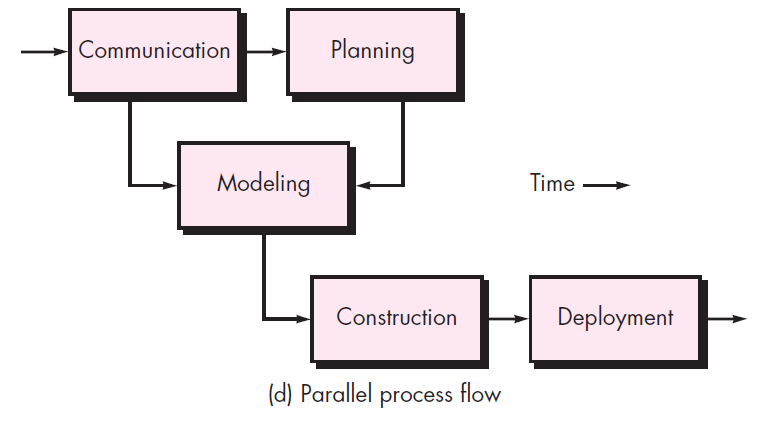 Communication
Planning
Modeling
Time
Construction
Deployment
(d) Parallel process flow